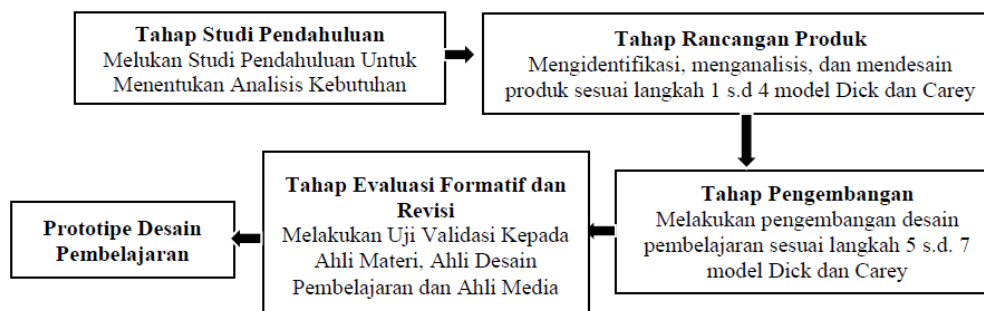 Tahap Studi Pendahuluan
Melukan Studi Pendahuluan Untuk
Menentukan Analisis Kebutuhan
Tahap Rancangan Produk
Mengidentifikasi, menganalisis, dan mendesain
produk sesuai langkah 1 s.d 4 model Dick dan Carey
Tahap Pengembangan
Melakukan pengembangan desain
pembelajaran sesuai langkah 5 s.d. 7
model Dick dan Carey
Tahap Evaluasi Formatif dan
Revisi
Melakukan Uji Validasi Kepada
Ahli Materi, Ahli Desain
Pembelajaran dan Ahli Media
Prototipe Desain
Pembelajaran